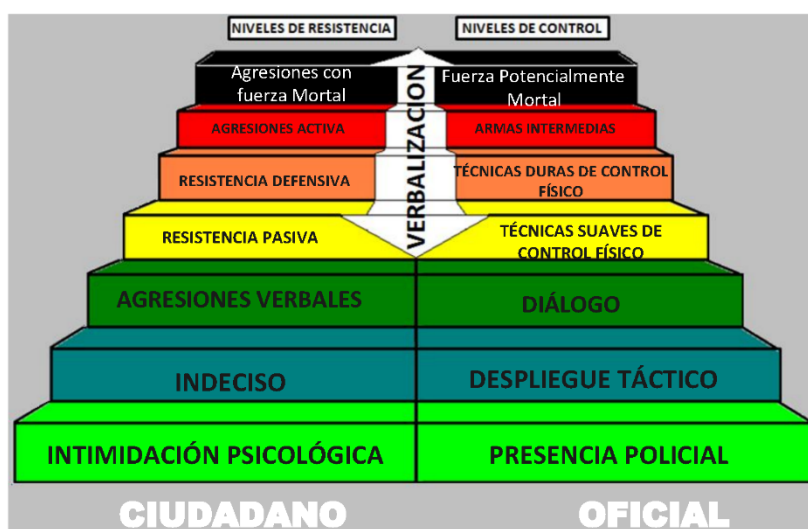 NIVELES DE RESISTENCIA
NIVELES DE CONTROL
Agresiones con
fuerza Mortal
Fuerza Potencialmente
Mortal
AGRESIONES ACTIVA
ARMAS INTERMEDIAS
RESISTENCIA DEFENSIVA
TÉCNICAS DURAS DE CONTROL
FÍSICO
RESISTENCIA PASIVA
TÉCNICAS SUAVES DE
CONTROL FÍSICO
VERBALIZACION
AGRESIONES VERBALES
DIÁLOGO
INDECISO
DESPLIEGUE TÁCTICO
INTIMIDACIÓN PSICOLÓGICA
PRESENCIA POLICIAL
CIUDADANO
OFICIAL